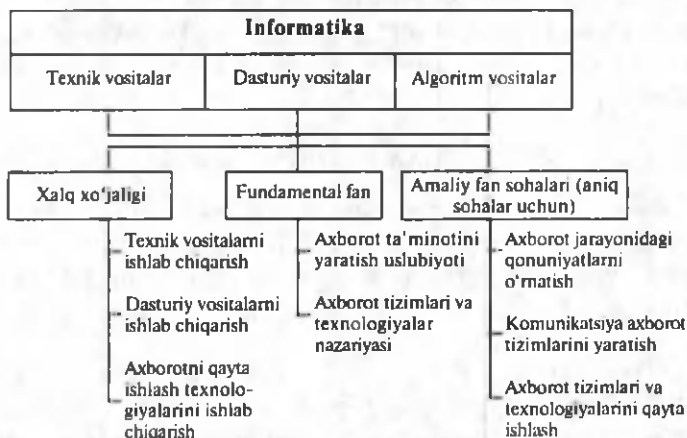 Informatika
Texnik vositalar
Dasturiy vositalar
Algoritm vositalar
Xalq xo'jaligi
Fundamental fan
Amaliy fan sohalari (aniq
sohalar uchun)
Texnik vositalarni
ishlab chiqarish
Dasturiy vositalarni
ishlab chiqarish
Axborotni qayta
ishlash texnolo-
giyalarini ishlab
chiqarish
Axborot ta'minotini
yaratish uslubiyoti
Axborot tizimlari va
texnologiyalar
nazariyasi
Axborot jarayonidagi
qonuniyatlarni
o'rnatish
Komunikatsiya axborot
tizimlarini yaratish
Axborot tizimlari va
texnologiyalarini qayta
ishlash